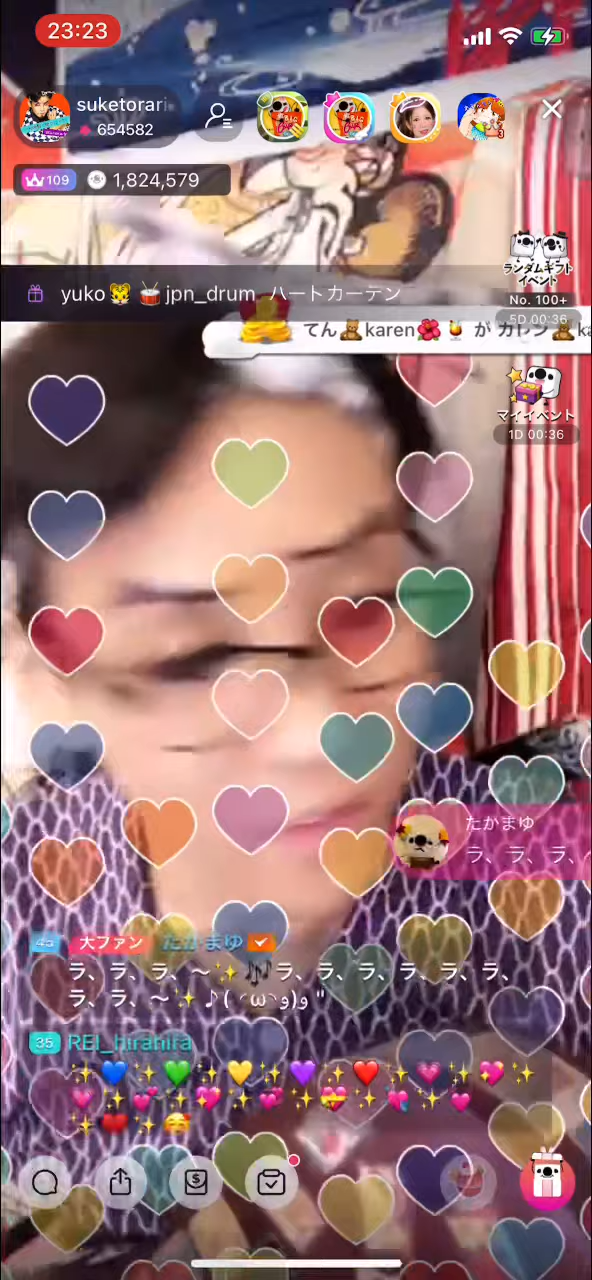 23:23
suketorari
654582
109 1,824,579
ランダムギフト
イベント
No. 100+
5D 00:36
yuko🐯🥁jpn_drum ハートカーテン
てん🧸karen🌺🍹 が カレン🧸ka
マイイベント
1D 00:36
たかまゆ
ラ、ラ、ラ、
45 大ファン たかまゆ
ラ、ラ、ラ、〜✨🎶ラ、ラ、ラ、ラ、ラ、ラ、
ラ、ラ、〜✨♪(◜ω◝و)و "
35 REI_hirahira
✨💙✨💚✨💛✨💜✨❤️✨💗✨💖✨
💓✨💕✨💖✨💞✨💝✨💘✨💓
✨❤️✨🥰